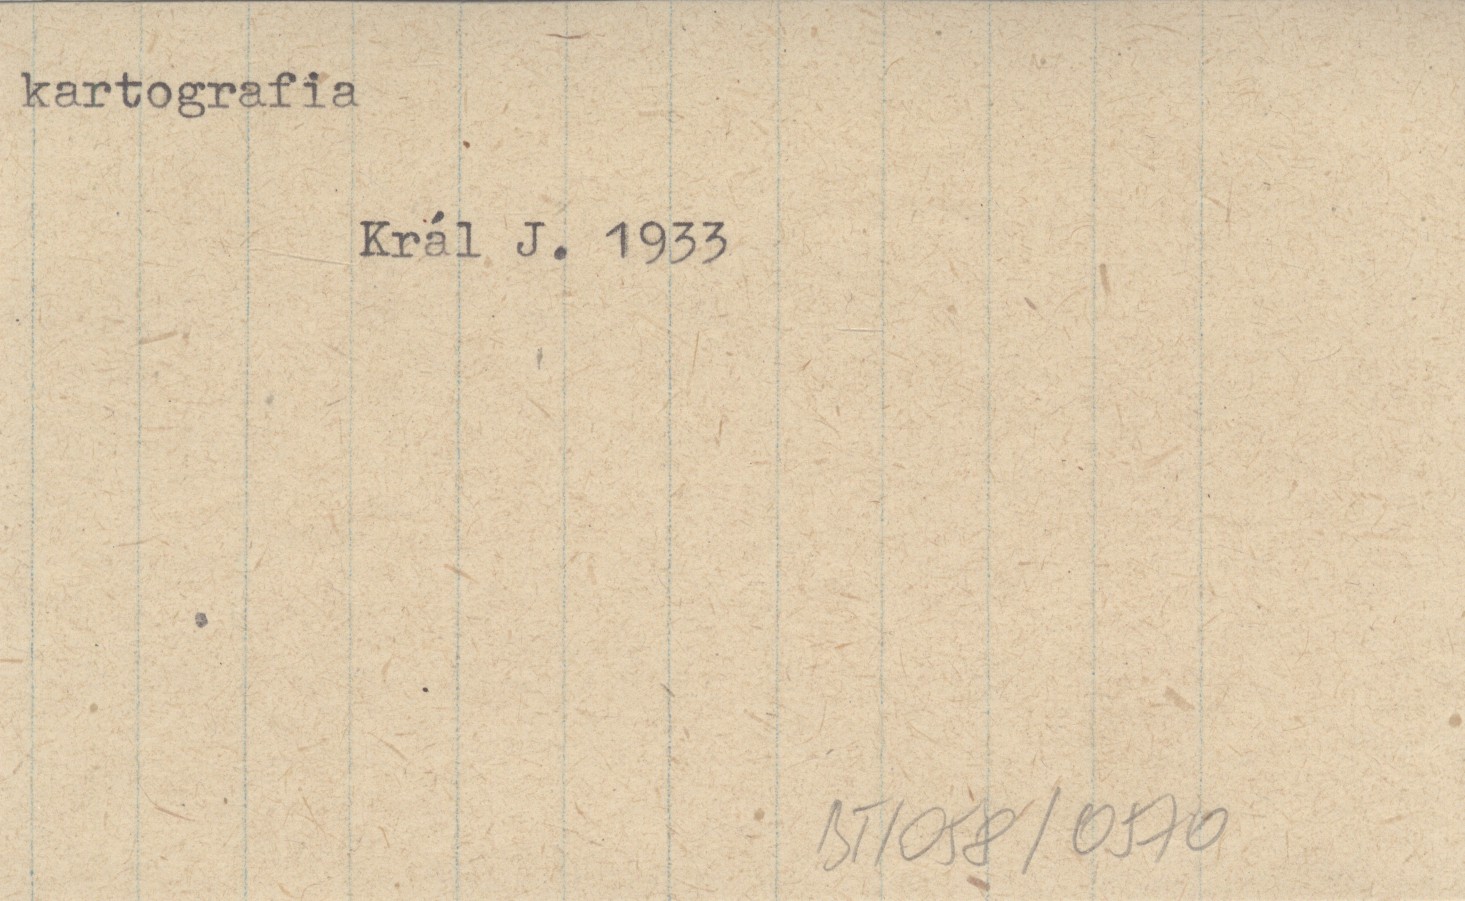 kartografia
Král J. 1933
BT/058/0570